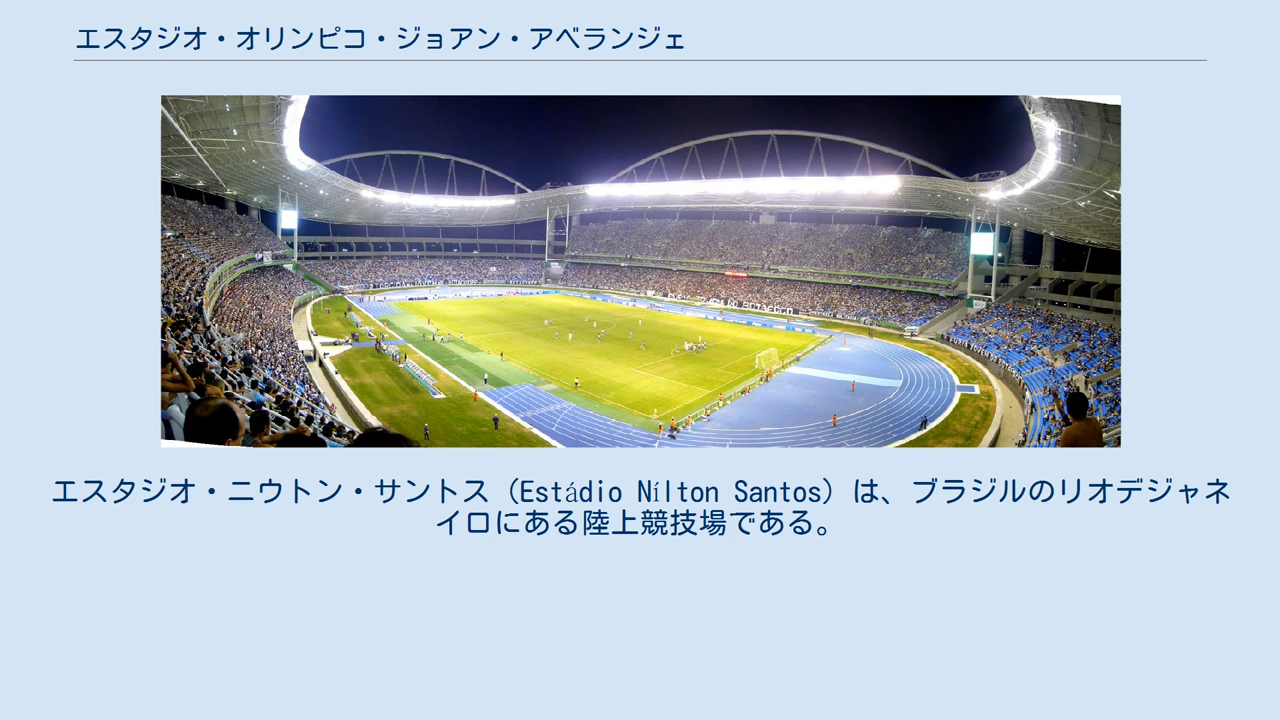 エスタジオ・オリンピコ・ジョアン・アベランジェ
エスタジオ・ニウトン・サントス（Estádio Nílton Santos）は、ブラジルのリオデジャネ
イロにある陸上競技場である。